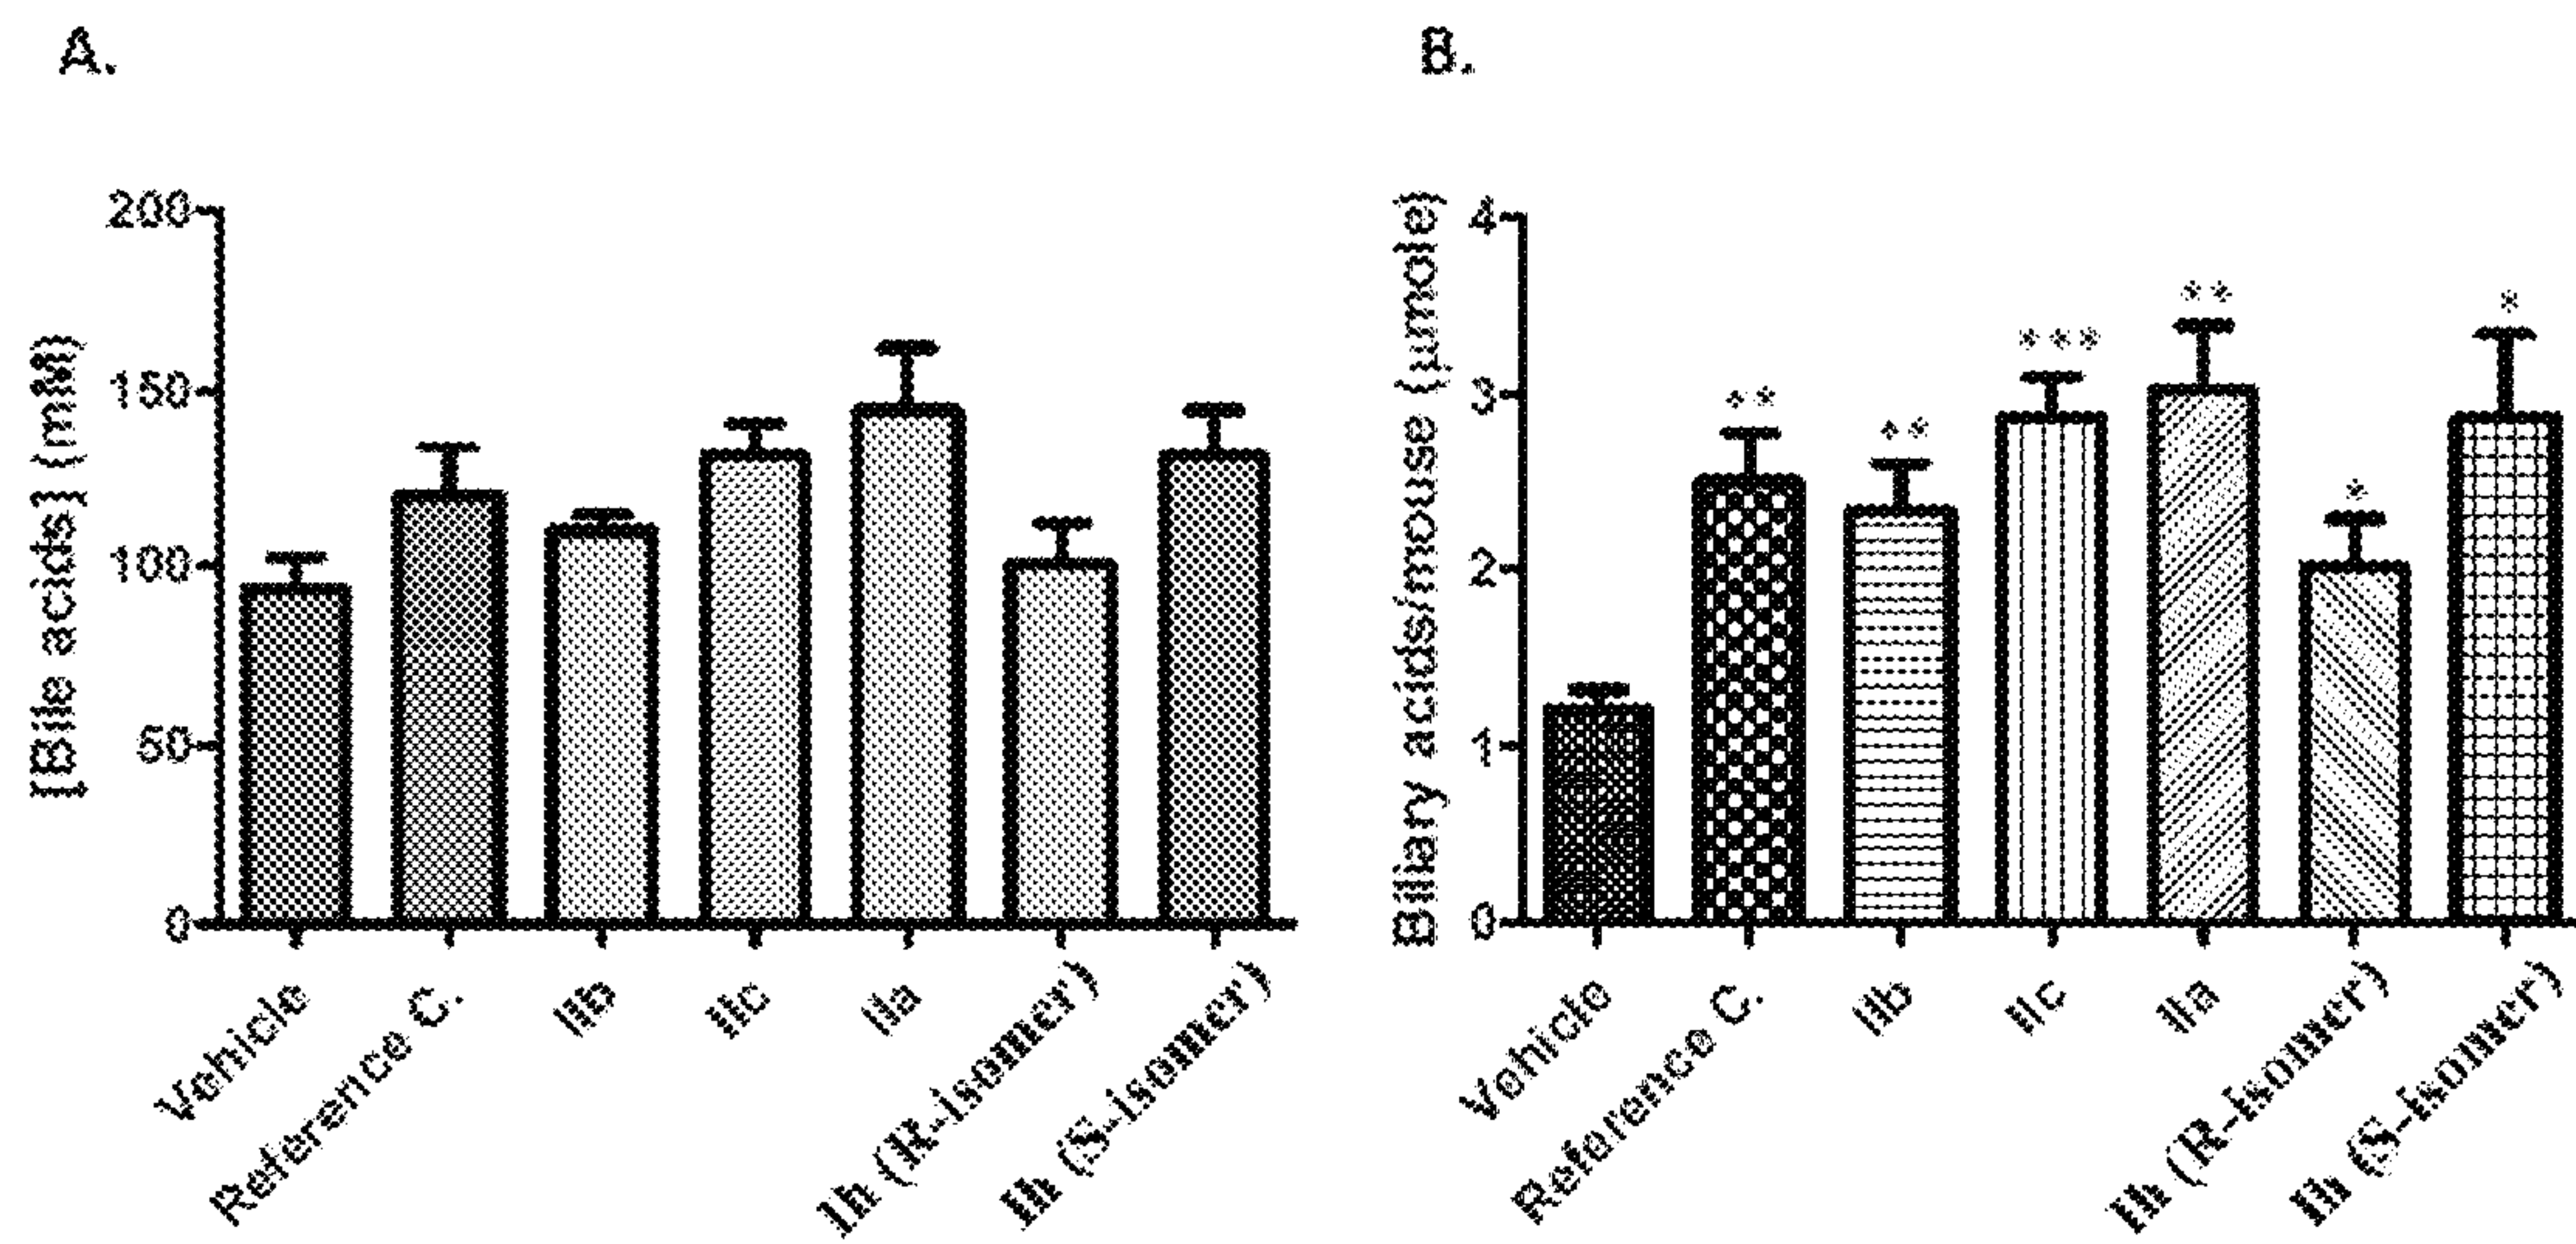 A.
[Bile acids] (mM)
200
150
100
50
0
Vehicle
Reference C.
IIb
IIc
IIa
IIh (R-isomer)
IIh (S-isomer)
B.
Biliary acids/mouse (µmole)
4
3
2
1
0
**
**
***
**
*
*
Vehicle
Reference C.
IIb
IIc
IIa
IIh (R-isomer)
IIh (S-isomer)